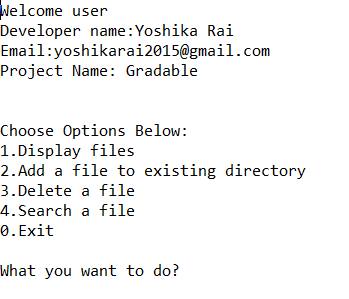 Welcome user
Developer name:Yoshika Rai
Email:yoshikarai2015@gmail.com
Project Name: Gradable
Choose Options Below:
1.Display files
2.Add a file to existing directory
3.Delete a file
4.Search a file
0.Exit
What you want to do?